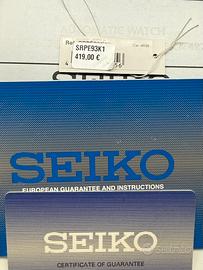 SRPE93K1
419,00 €
SEIKO
EUROPEAN GUARANTEE AND INSTRUCTIONS
SEIKO
CERTIFICATE OF GUARANTEE